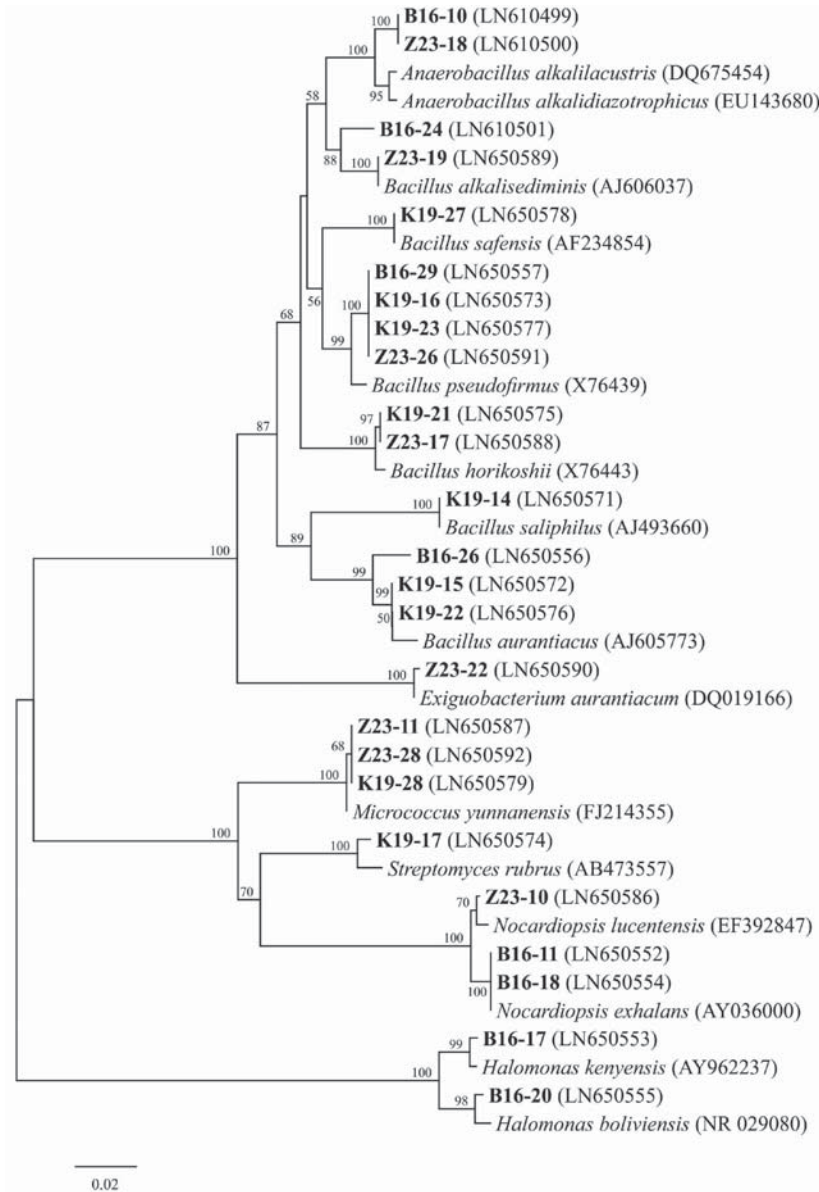 B16-10 (LN610499)
100
Z23-18 (LN610500)
100
Anaerobacillus alkalilacustris (DQ675454)
95
Anaerobacillus alkalidiazotrophicus (EU143680)
58
B16-24 (LN610501)
88
Z23-19 (LN650589)
100
Bacillus alkalisediminis (AJ606037)
K19-27 (LN650578)
100
Bacillus safensis (AF234854)
B16-29 (LN650557)
56
K19-16 (LN650573)
100
68
K19-23 (LN650577)
99
Z23-26 (LN650591)
Bacillus pseudofirmus (X76439)
K19-21 (LN650575)
97
87
Z23-17 (LN650588)
100
Bacillus horikoshii (X76443)
K19-14 (LN650571)
100
Bacillus saliphilus (AJ493660)
89
B16-26 (LN650556)
100
99
K19-15 (LN650572)
99
K19-22 (LN650576)
50
Bacillus aurantiacus (AJ605773)
Z23-22 (LN650590)
100
Exiguobacterium aurantiacum (DQ019166)
Z23-11 (LN650587)
68
Z23-28 (LN650592)
100
K19-28 (LN650579)
Micrococcus yunnanensis (FJ214355)
100
K19-17 (LN650574)
100
Streptomyces rubrus (AB473557)
70
Z23-10 (LN650586)
70
Nocardiopsis lucentensis (EF392847)
100
B16-11 (LN650552)
B16-18 (LN650554)
100
Nocardiopsis exhalans (AY036000)
B16-17 (LN650553)
99
Halomonas kenyensis (AY962237)
100
B16-20 (LN650555)
98
Halomonas boliviensis (NR 029080)
0.02